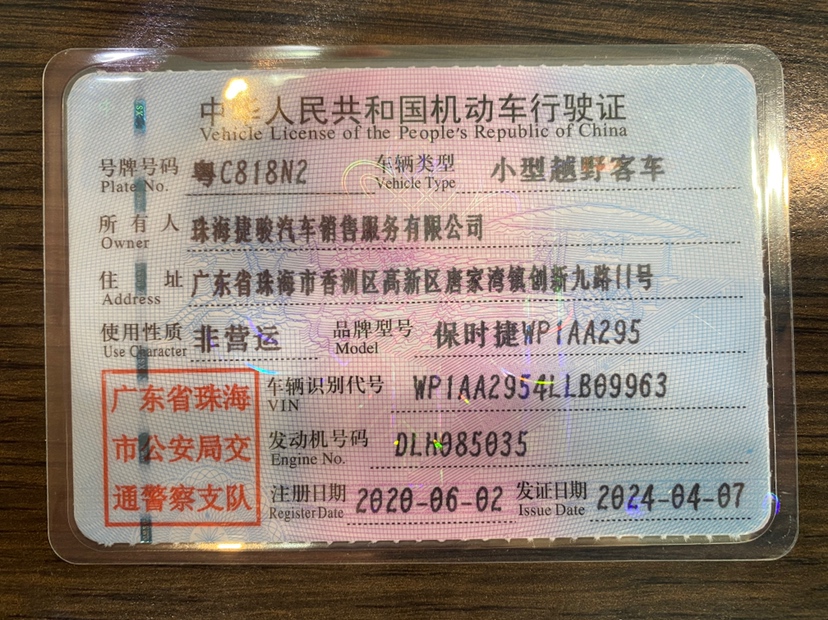 中华人民共和国机动车行驶证
Vehicle License of the People's Republic of China
号牌号码 粤C818N2 车辆类型 小型越野客车
Plate No. Vehicle Type
所有人 珠海捷骏汽车销售服务有限公司
Owner
住址 广东省珠海市香洲区高新区唐家湾镇创新九路11号
Address
使用性质 非营运 品牌型号 保时捷WP1AA295
Use Character Model
车辆识别代号 WP1AA2954LLB09963
VIN
发动机号码 DLH085035
Engine No.
注册日期 2020-06-02 发证日期 2024-04-07
Register Date Issue Date
广东省珠海
市公安局交
通警察支队